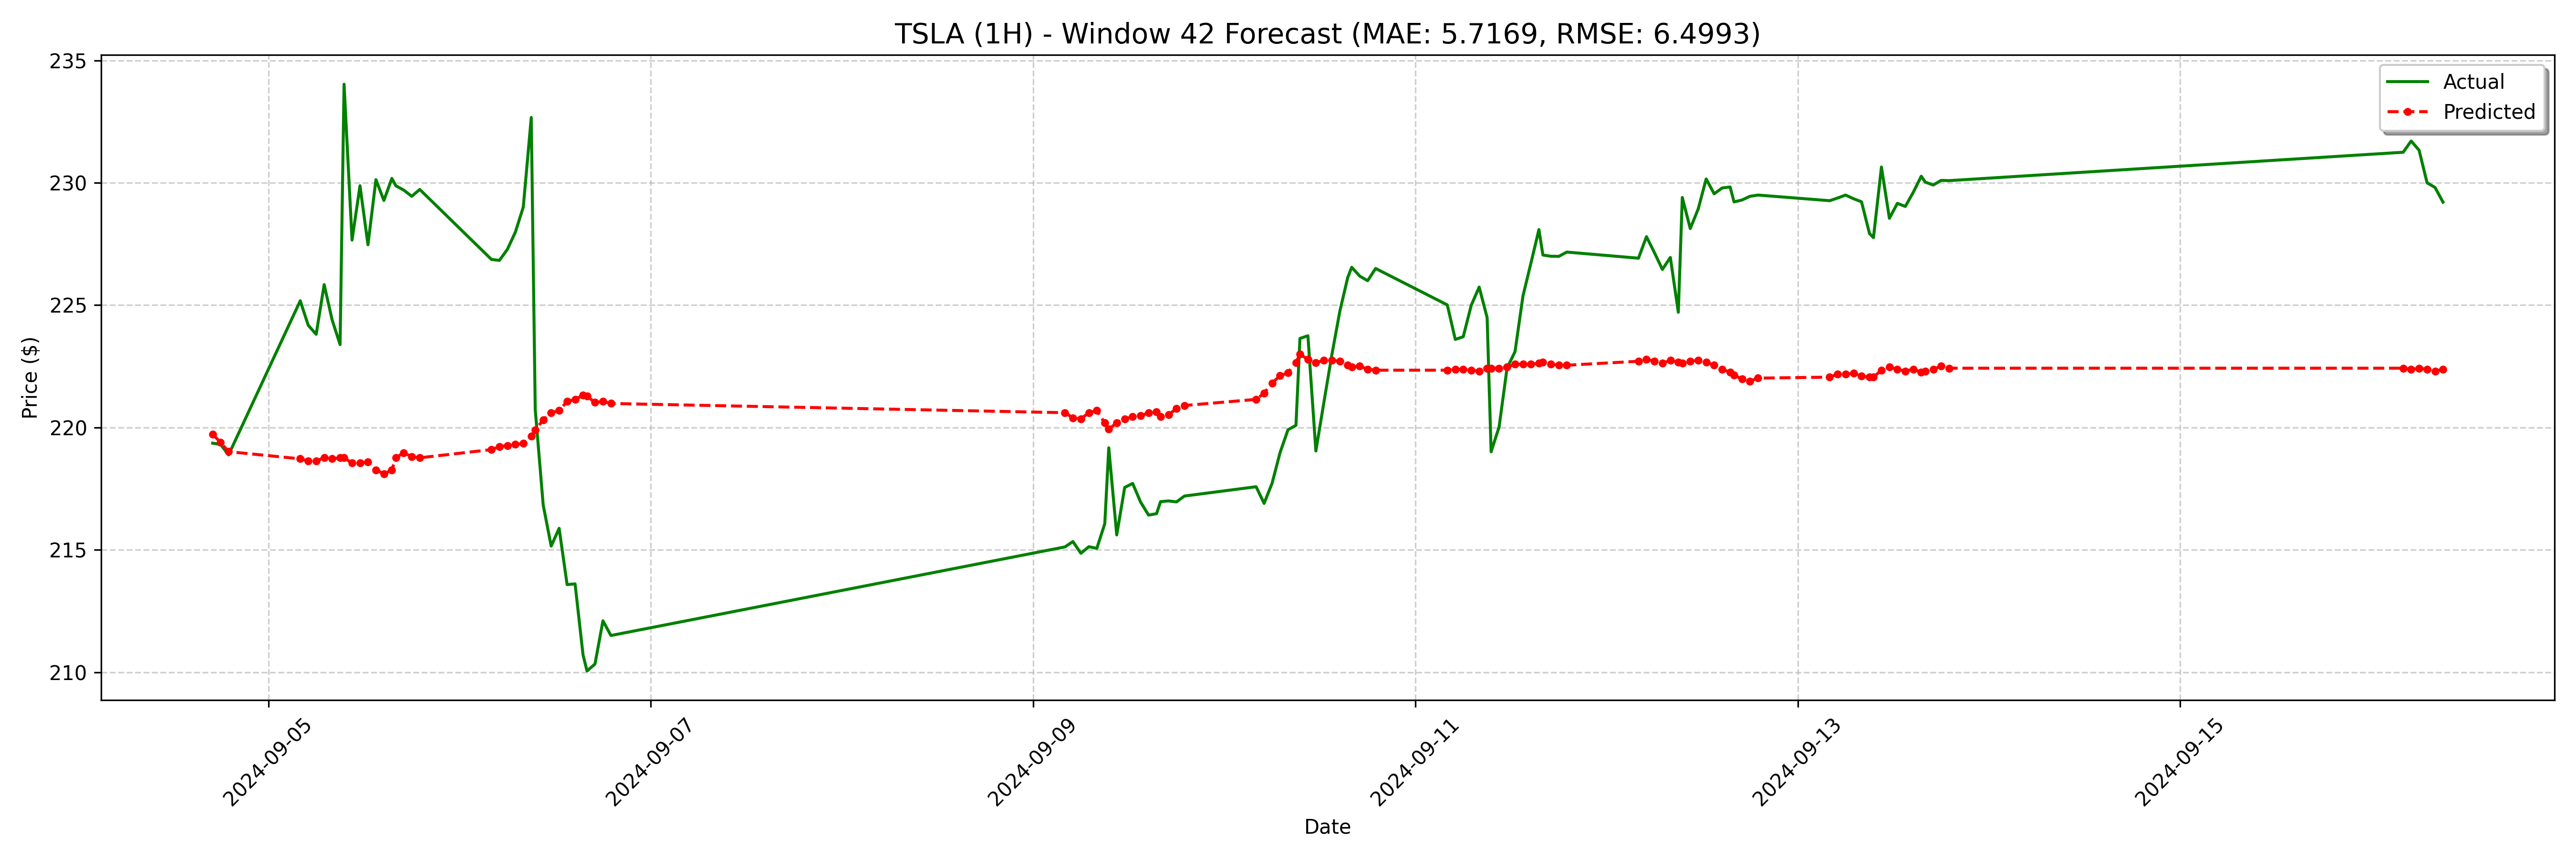 TSLA (1H) - Window 42 Forecast (MAE: 5.7169, RMSE: 6.4993)
235
230
225
220
215
210
Price ($)
Actual
Predicted
2024-09-05
2024-09-07
2024-09-09
2024-09-11
2024-09-13
2024-09-15
Date